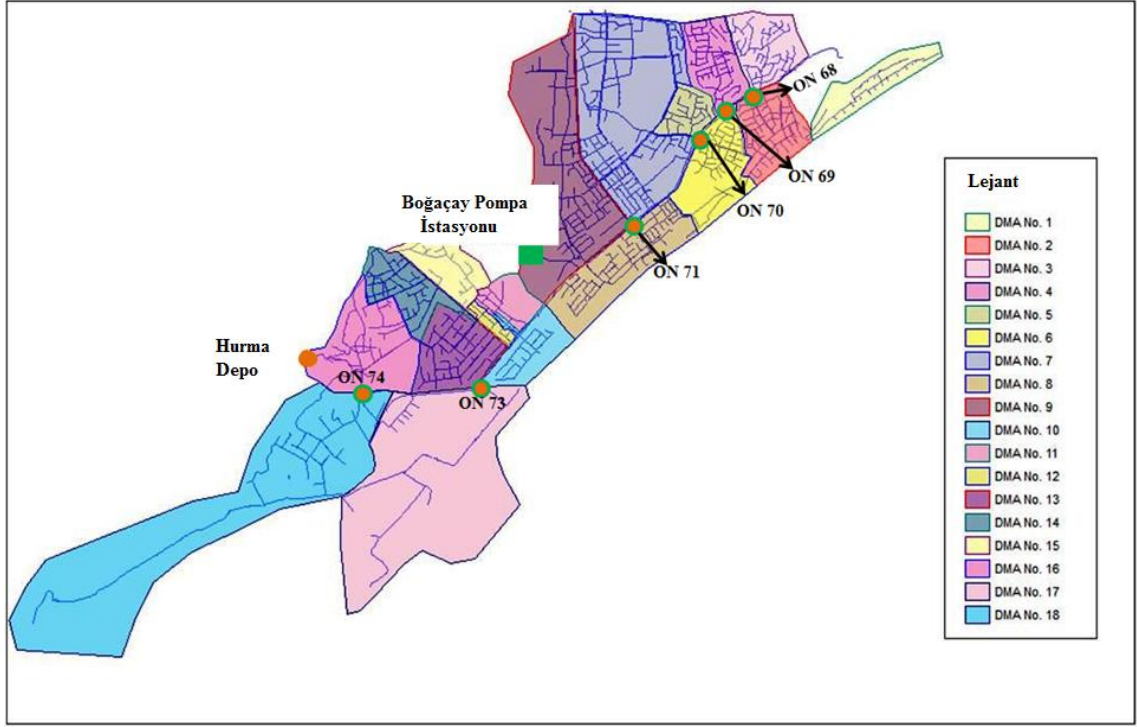 ON 68
ON 69
ON 70
ON 71
Boğaçay Pompa
İstasyonu
Hurma
Depo
ON 74
ON 73
Lejant
DMA No. 1
DMA No. 2
DMA No. 3
DMA No. 4
DMA No. 5
DMA No. 6
DMA No. 7
DMA No. 8
DMA No. 9
DMA No. 10
DMA No. 11
DMA No. 12
DMA No. 13
DMA No. 14
DMA No. 15
DMA No. 16
DMA No. 17
DMA No. 18